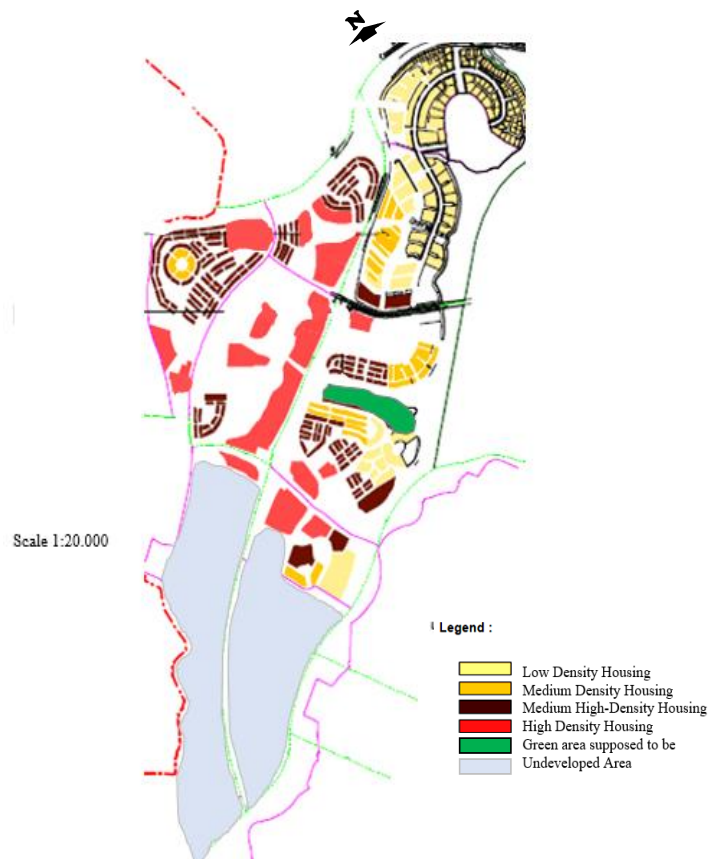 N
Scale 1:20.000
Legend :
Low Density Housing
Medium Density Housing
Medium High-Density Housing
High Density Housing
Green area supposed to be
Undeveloped Area